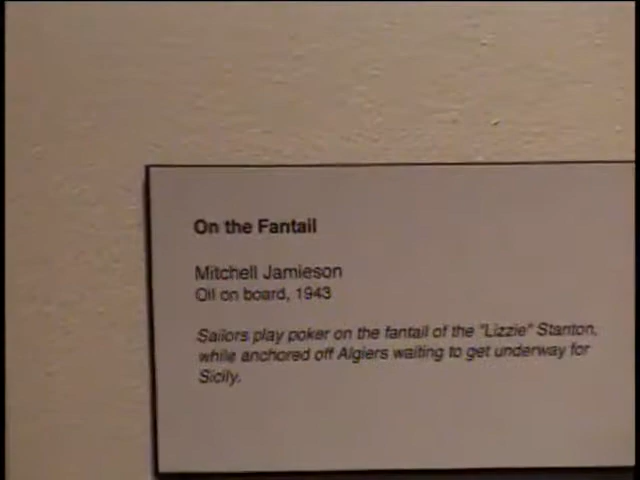 On the Fantail
Mitchell Jamieson
Oil on board, 1943
Sailors play poker on the fantail of the "Lizzie" Stanton,
while anchored off Algiers waiting to get underway for
Sicily.